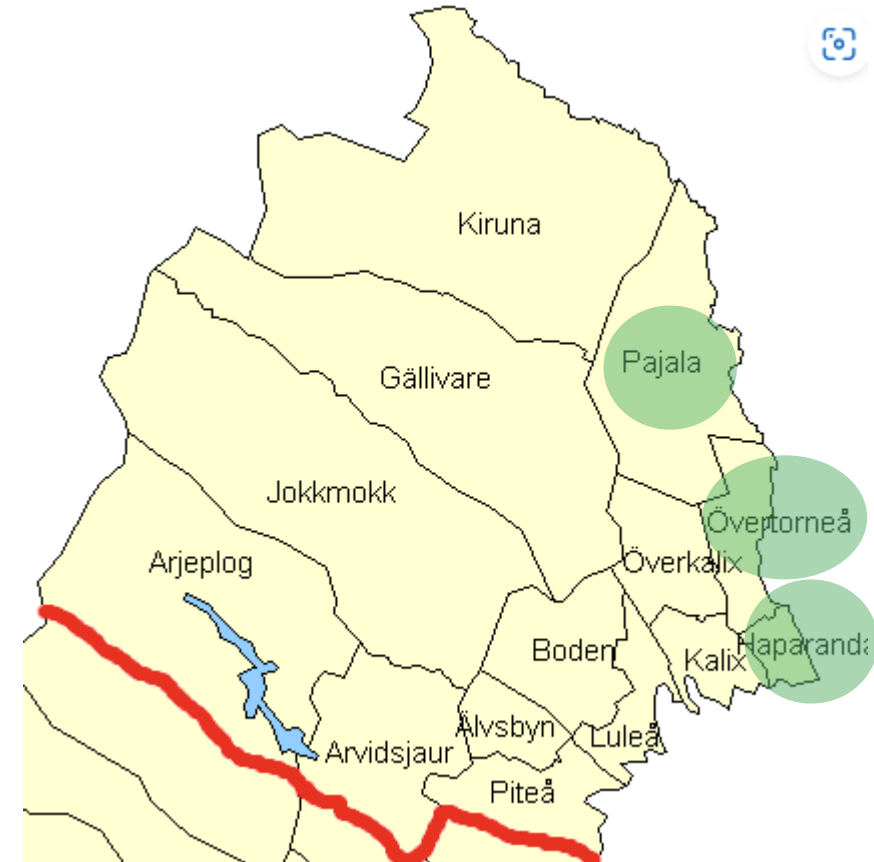 Kiruna
Pajala
Gällivare
Jokkmokk
Övertorneå
Arjeplog
Överkalix
Boden
Kalix
Haparanda
Älvsbyn
Luleå
Arvidsjaur
Piteå